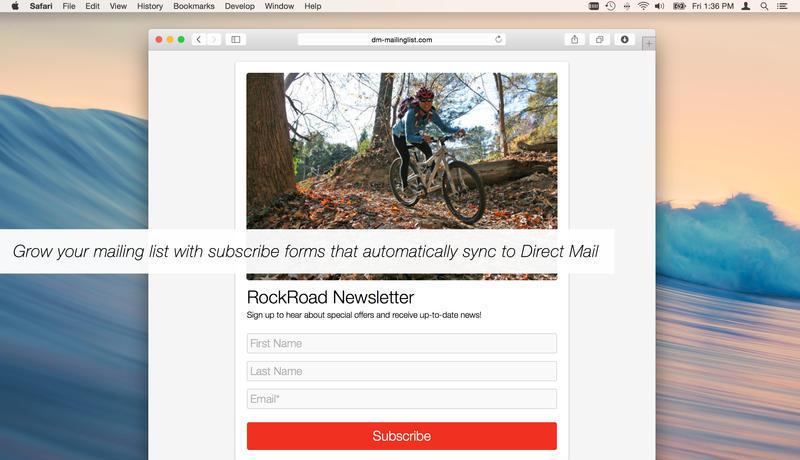 Safari File Edit View History Bookmarks Develop Window Help Fri 1:36 PM
dm-mailinglist.com
Grow your mailing list with subscribe forms that automatically sync to Direct Mail
RockRoad Newsletter
Sign up to hear about special offers and receive up-to-date news!
First Name
Last Name
Email*
Subscribe